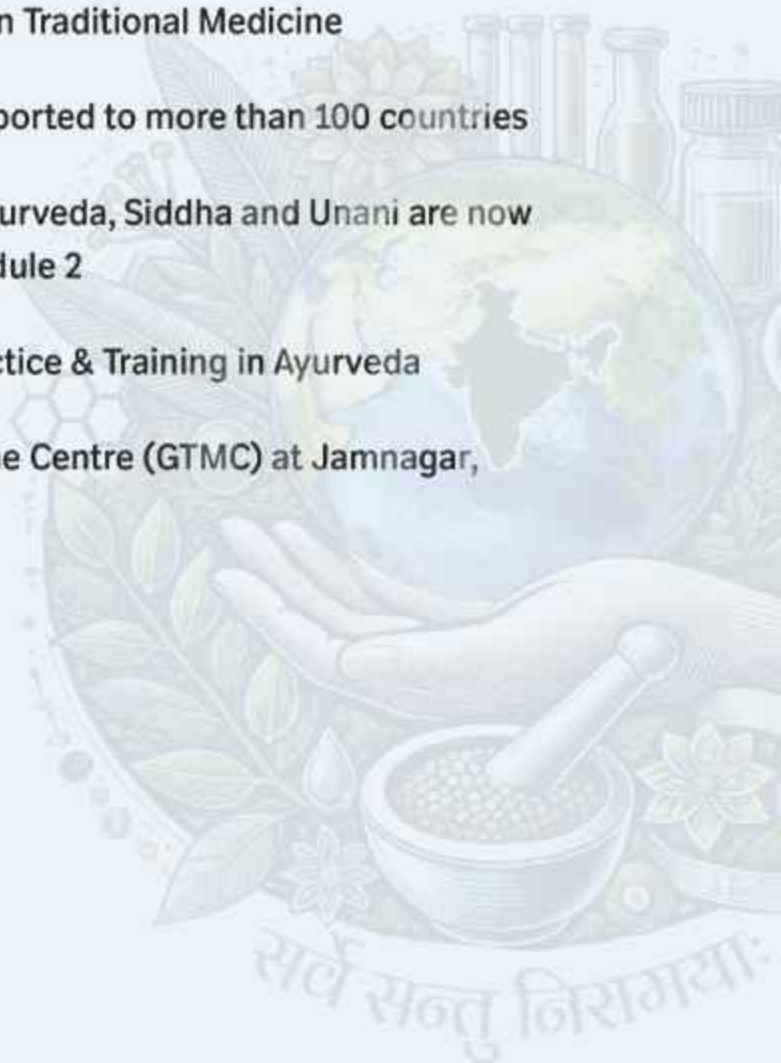 n Traditional Medicine
ported to more than 100 countries
urveda, Siddha and Unani are now
dule 2
ctice & Training in Ayurveda
e Centre (GTMC) at Jamnagar,
सर्वे सन्तु निरामयाः